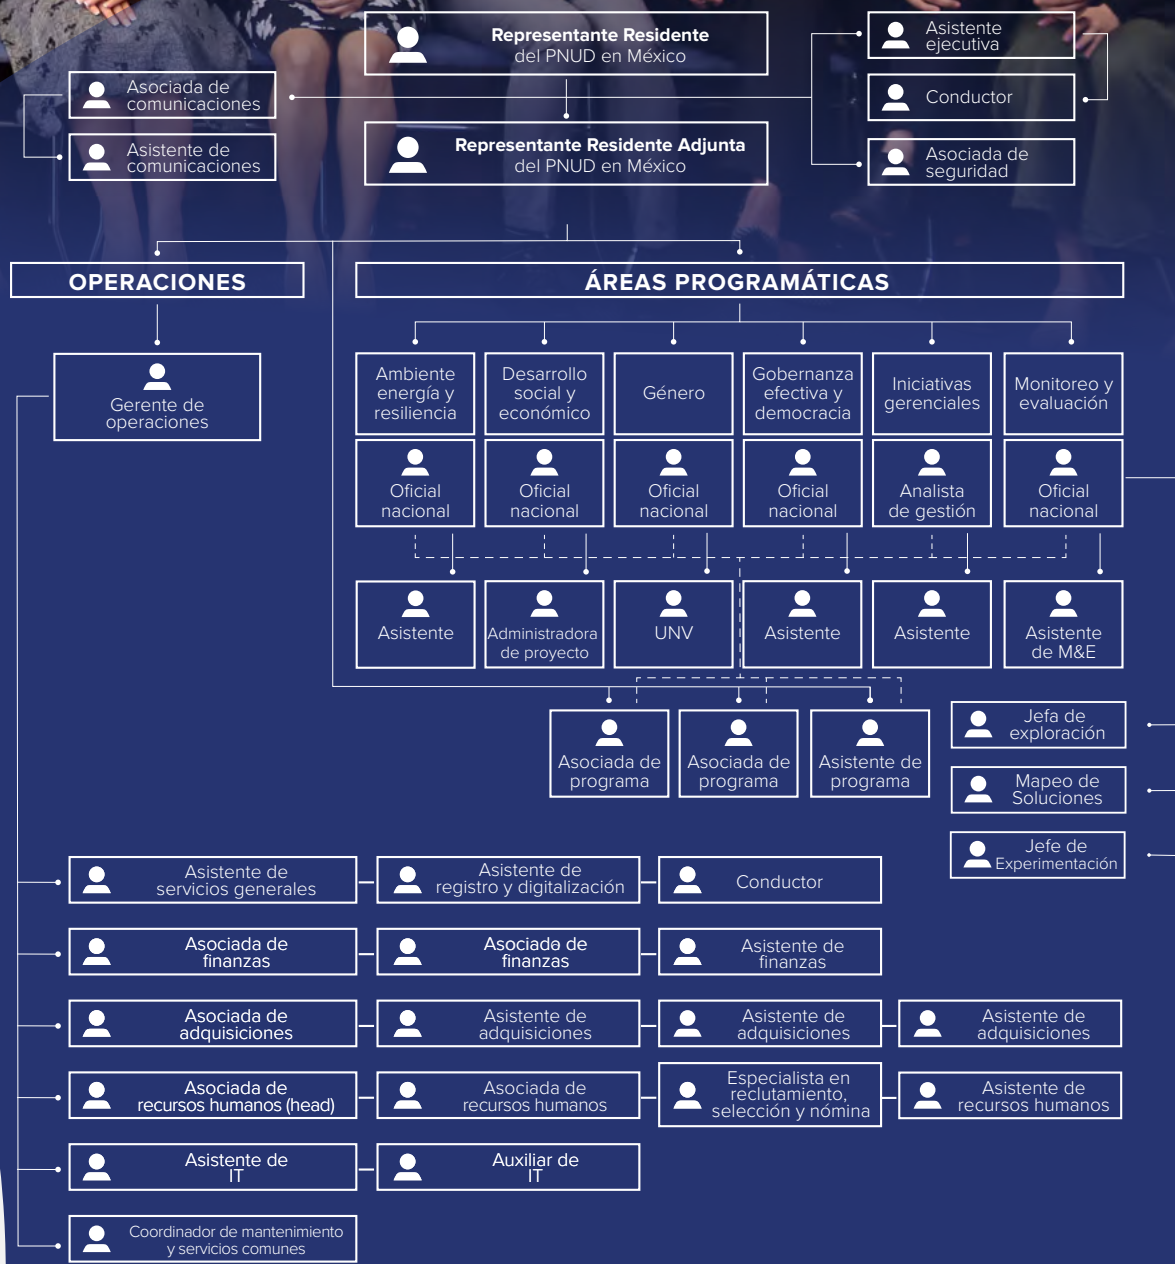 Representante Residente
del PNUD en México
Asistente
ejecutiva
Asociada de
comunicaciones
Conductor
Asistente de
comunicaciones
Representante Residente Adjunta
del PNUD en México
Asociada de
seguridad
OPERACIONES
ÁREAS PROGRAMÁTICAS
Gerente de
operaciones
Ambiente
energía y
resiliencia
Desarrollo
social y
económico
Género
Gobernanza
efectiva y
democracia
Iniciativas
gerenciales
Monitoreo y
evaluación
Oficial
nacional
Oficial
nacional
Oficial
nacional
Oficial
nacional
Analista
de gestión
Oficial
nacional
Asistente
Administradora
de proyecto
UNV
Asistente
Asistente
Asistente
de M&E
Asociada de
programa
Asociada de
programa
Asistente de
programa
Jefa de
exploración
Mapeo de
Soluciones
Jefe de
Experimentación
Asistente de
servicios generales
Asistente de
registro y digitalización
Conductor
Asociada de
finanzas
Asociada de
finanzas
Asistente de
finanzas
Asociada de
adquisiciones
Asistente de
adquisiciones
Asistente de
adquisiciones
Asistente de
adquisiciones
Asociada de
recursos humanos (head)
Asociada de
recursos humanos
Especialista en
reclutamiento,
selección y nómina
Asistente de
recursos humanos
Asistente de
IT
Auxiliar de
IT
Coordinador de mantenimiento
y servicios comunes